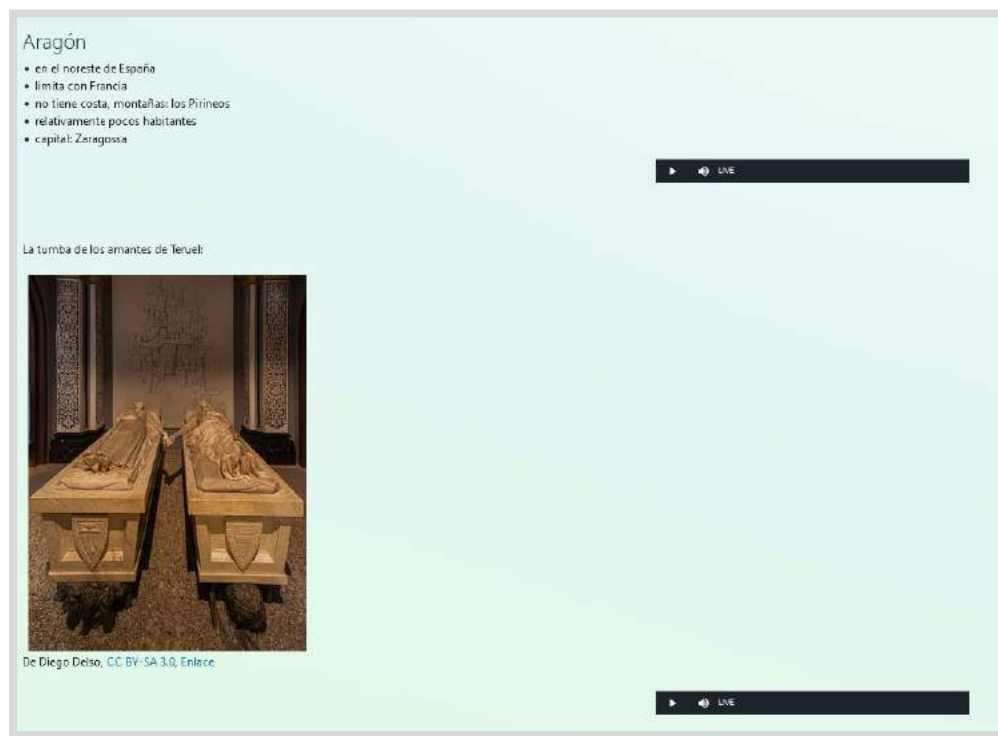 Aragón
• en el noreste de España
• limita con Francia
• no tiene costa, montañas: los Pirineos
• relativamente pocos habitantes
• capital: Zaragossa
LIVE
La tumba de los amantes de Teruel:
De Diego Delso, CC BY-SA 3.0, Enlace
LIVE